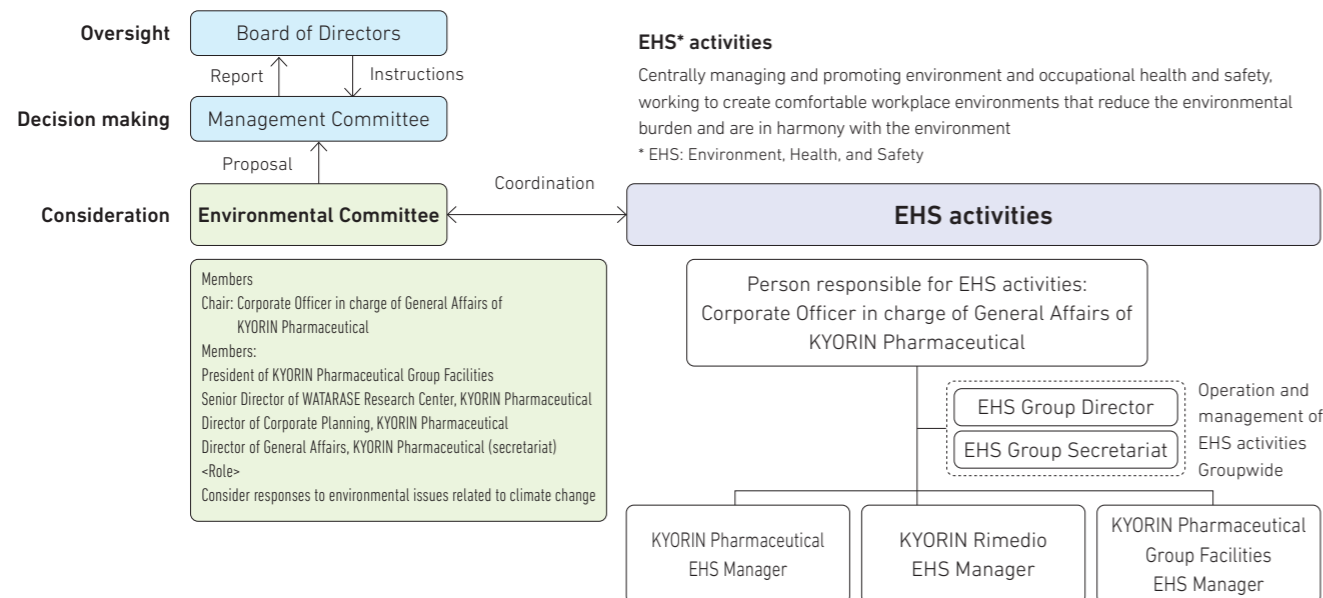 Oversight
Board of Directors
Report
Instructions
Decision making
Management Committee
Proposal
EHS* activities
Centrally managing and promoting environment and occupational health and safety,
working to create comfortable workplace environments that reduce the environmental
burden and are in harmony with the environment
* EHS: Environment, Health, and Safety
Consideration
Environmental Committee
Coordination
EHS activities
Members
Chair: Corporate Officer in charge of General Affairs of
KYORIN Pharmaceutical
Members:
President of KYORIN Pharmaceutical Group Facilities
Senior Director of WATARASE Research Center, KYORIN Pharmaceutical
Director of Corporate Planning, KYORIN Pharmaceutical
Director of General Affairs, KYORIN Pharmaceutical (secretariat)
<Role>
Consider responses to environmental issues related to climate change
Person responsible for EHS activities:
Corporate Officer in charge of General Affairs of
KYORIN Pharmaceutical
EHS Group Director
EHS Group Secretariat
Operation and
management of
EHS activities
Groupwide
KYORIN Pharmaceutical
EHS Manager
KYORIN Rimedio
EHS Manager
KYORIN Pharmaceutical
Group Facilities
EHS Manager